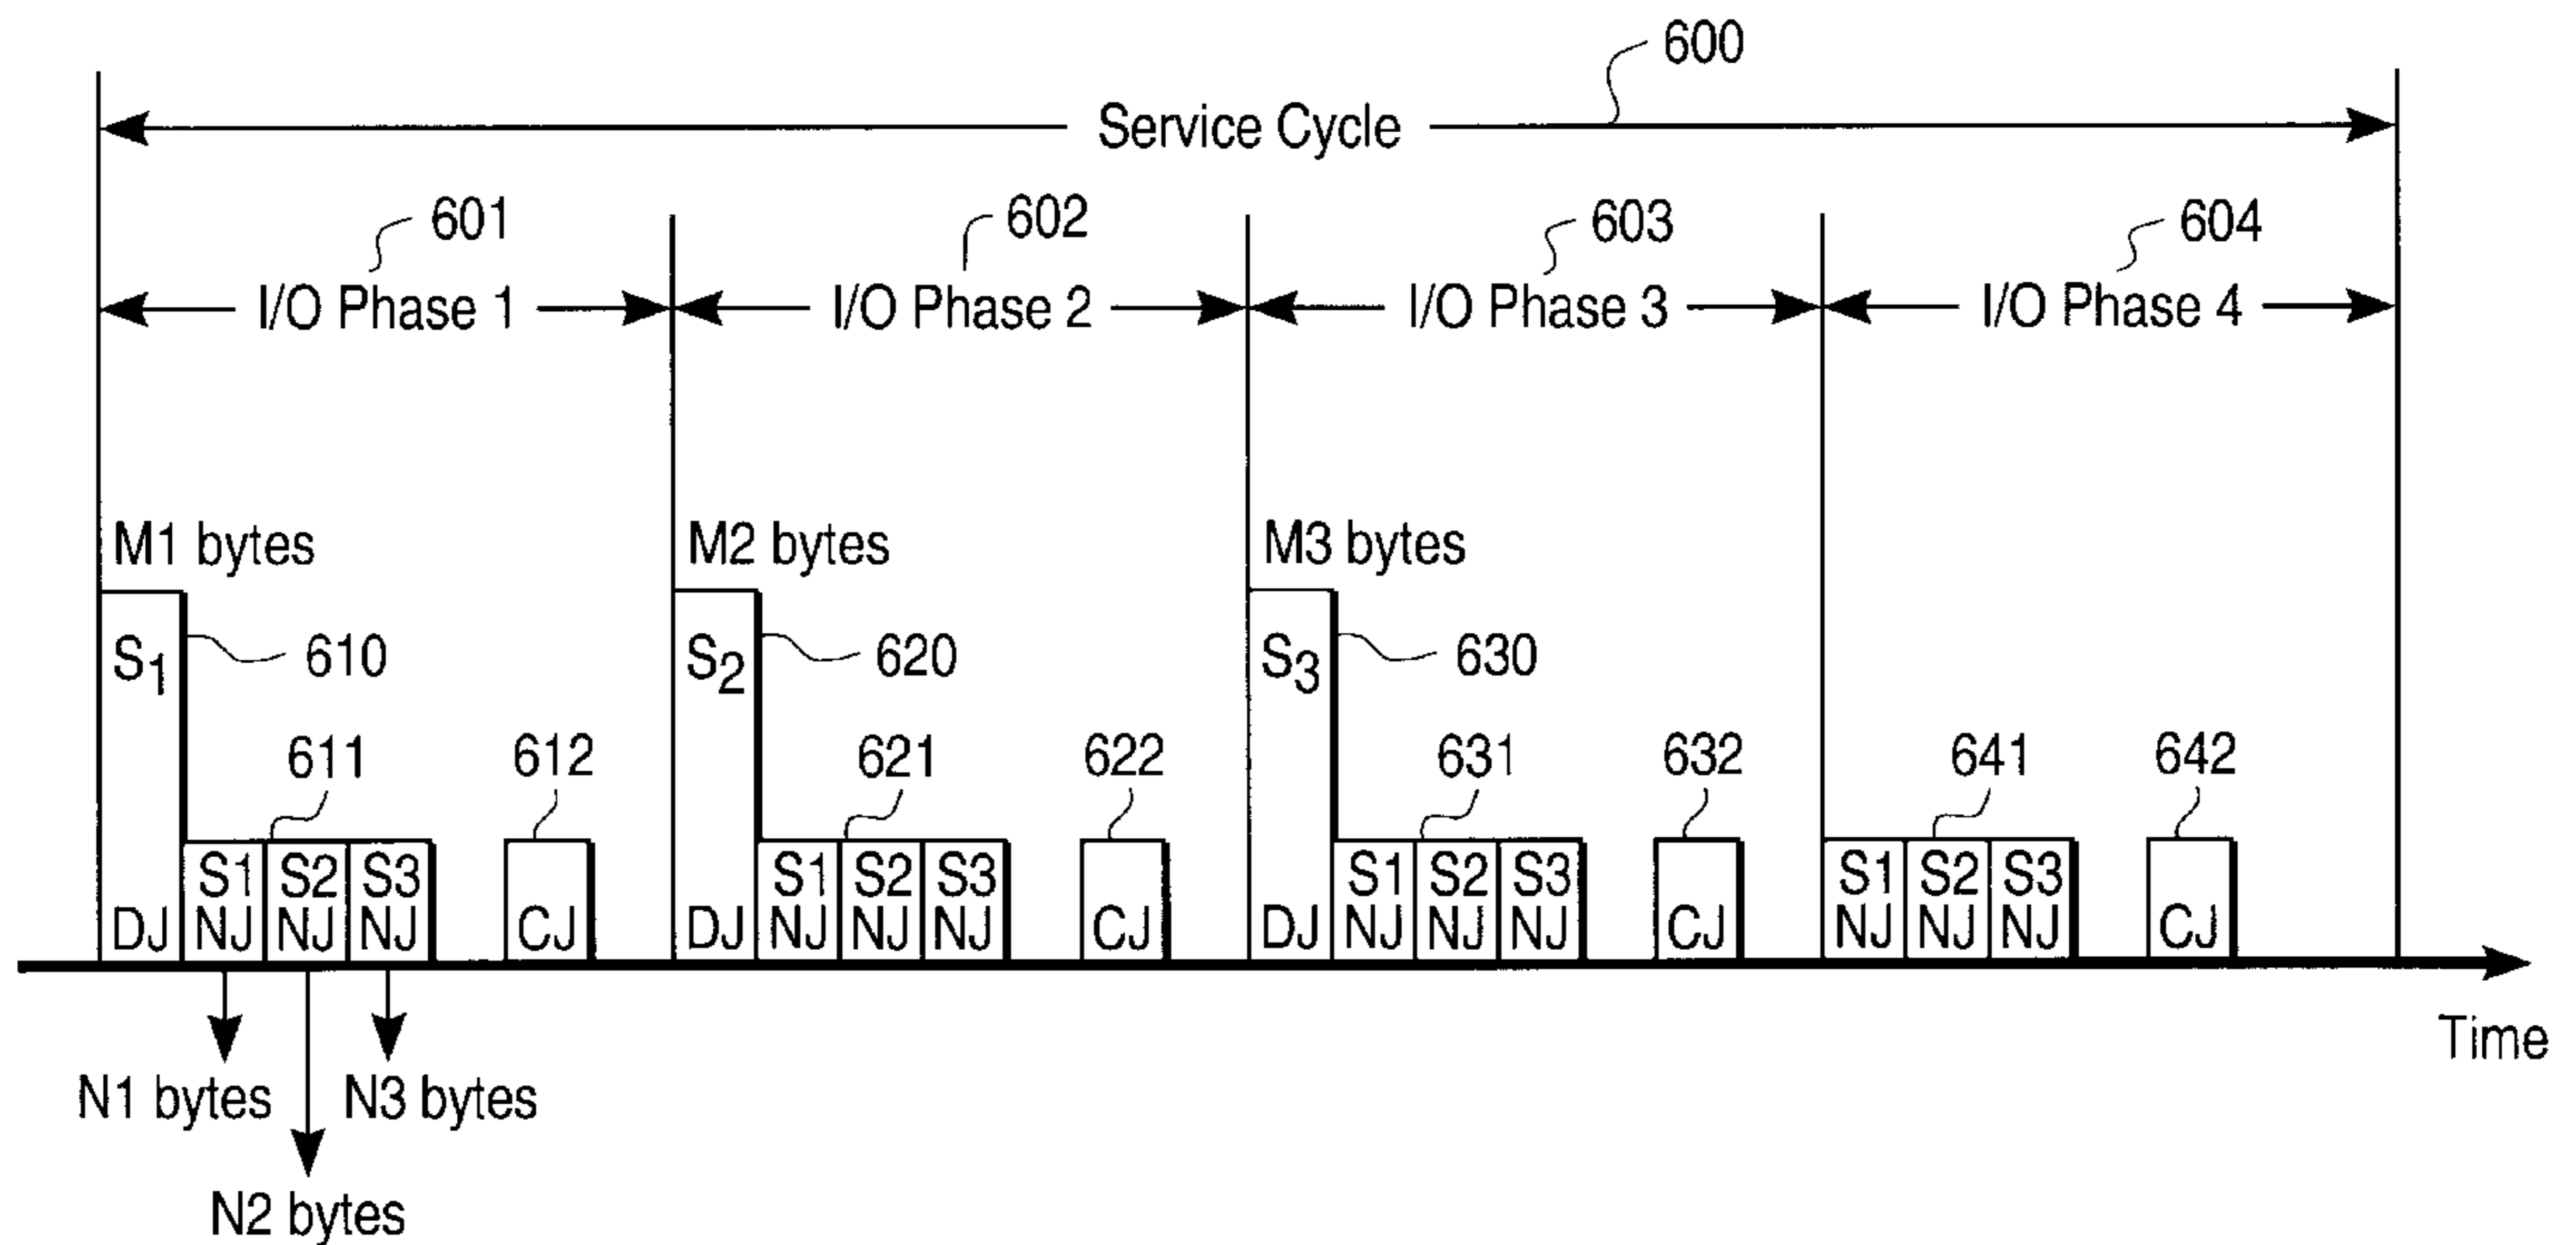 600
Service Cycle
601
602
603
604
I/O Phase 1
I/O Phase 2
I/O Phase 3
I/O Phase 4
M1 bytes
M2 bytes
M3 bytes
S1
610
S2
620
S3
630
611
612
621
622
631
632
641
642
S1 S2 S3
S1 S2 S3
S1 S2 S3
S1 S2 S3
DJ NJ NJ NJ CJ
DJ NJ NJ NJ CJ
DJ NJ NJ NJ CJ
NJ NJ NJ CJ
Time
N1 bytes
N3 bytes
N2 bytes